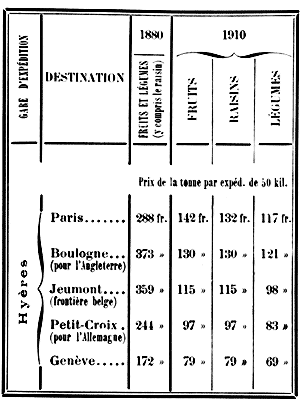 GARE D'EXPÉDITION
DESTINATION
1880
1910
FRUITS ET LÉGUMES
(y compris le raisin)
FRUITS
RAISINS
LÉGUMES
Prix de la tonne par expéd. de 50 kil.
Hyères
Paris....... 288 fr. 142 fr. 132 fr. 117 fr.
Boulogne... 373 » 130 » 130 » 121 »
(pour l'Angleterre)
Jeumont.... 359 » 115 » 115 » 98 »
(frontière belge)
Petit-Croix . 244 » 97 » 97 » 83 »
(pour l'Allemagne)
Genève..... 172 » 79 » 79 » 69 »